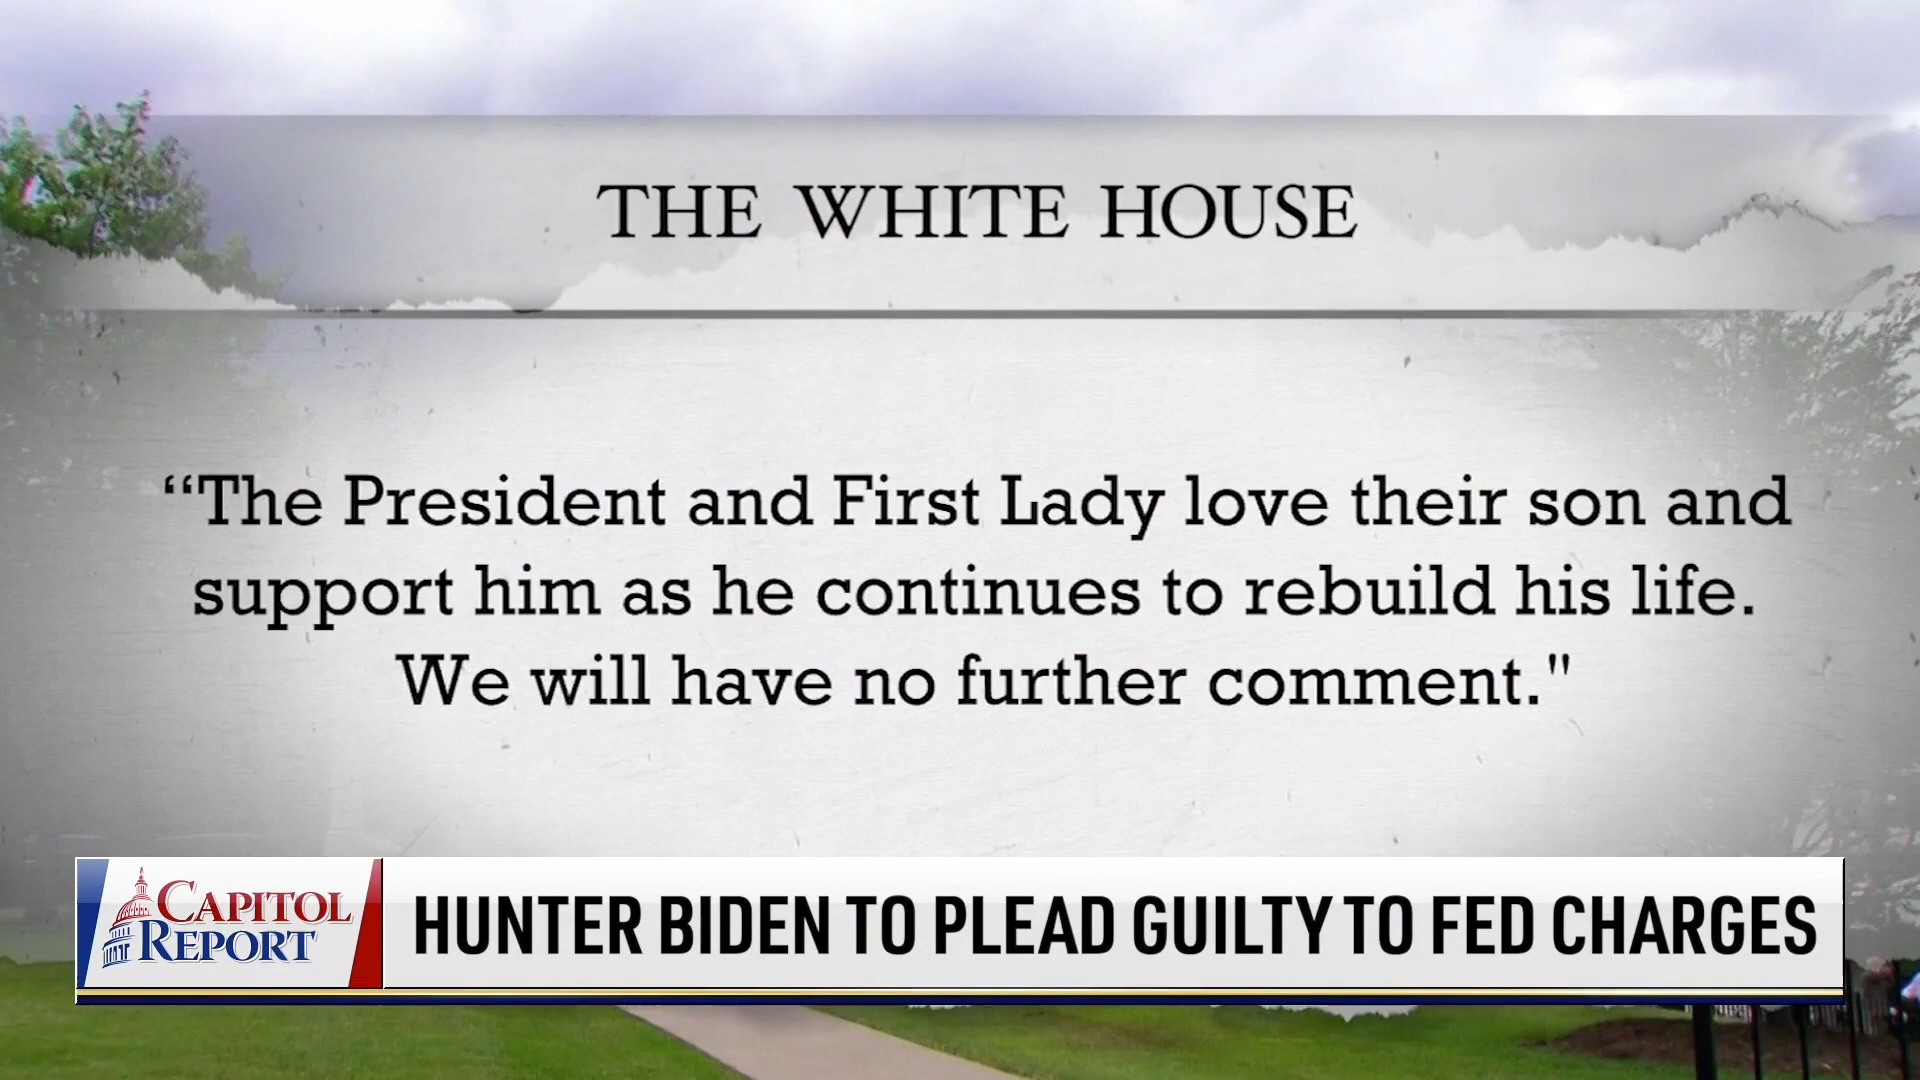 THE WHITE HOUSE
“The President and First Lady love their son and
support him as he continues to rebuild his life.
We will have no further comment."
CAPITOL
REPORT
HUNTER BIDEN TO PLEAD GUILTY TO FED CHARGES